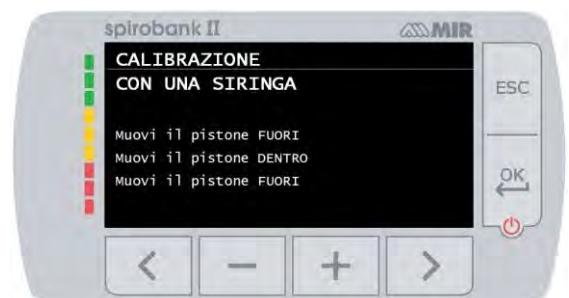 spirobank II
MIR
CALIBRAZIONE
CON UNA SIRINGA
Muovi il pistone FUORI
Muovi il pistone DENTRO
Muovi il pistone FUORI
ESC
OK